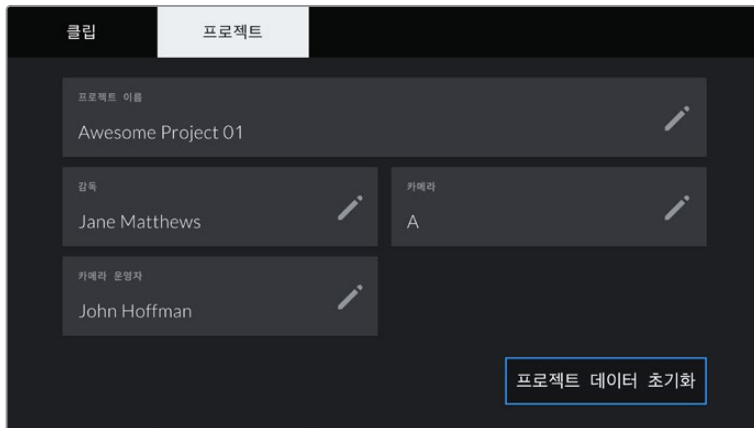 클립 프로젝트
프로젝트 이름
Awesome Project 01
감독 카메라
Jane Matthews A
카메라 운영자
John Hoffman
프로젝트 데이터 초기화